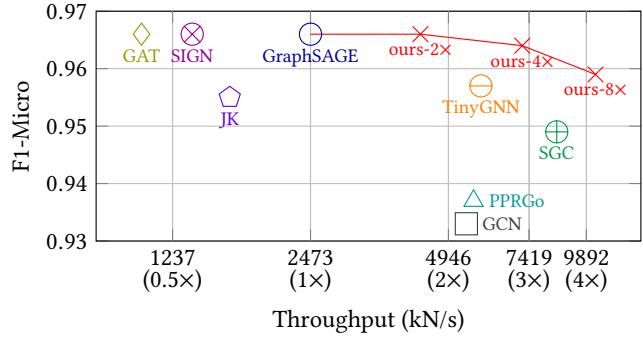 0.97
0.96
0.95
0.94
0.93
F1-Micro
GAT
SIGN
GraphSAGE
ours-2×
ours-4×
ours-8×
JK
TinyGNN
SGC
PPRGo
GCN
1237 2473 4946 7419 9892
(0.5×) (1×) (2×) (3×) (4×)
Throughput (kN/s)